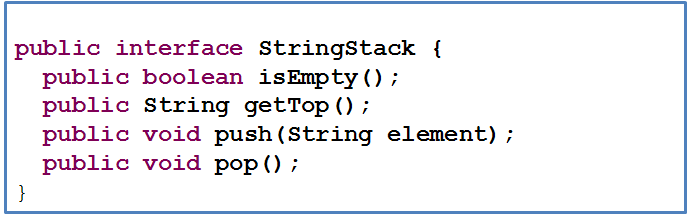 public interface StringStack {
public boolean isEmpty();
public String getTop();
public void push(String element);
public void pop();
}